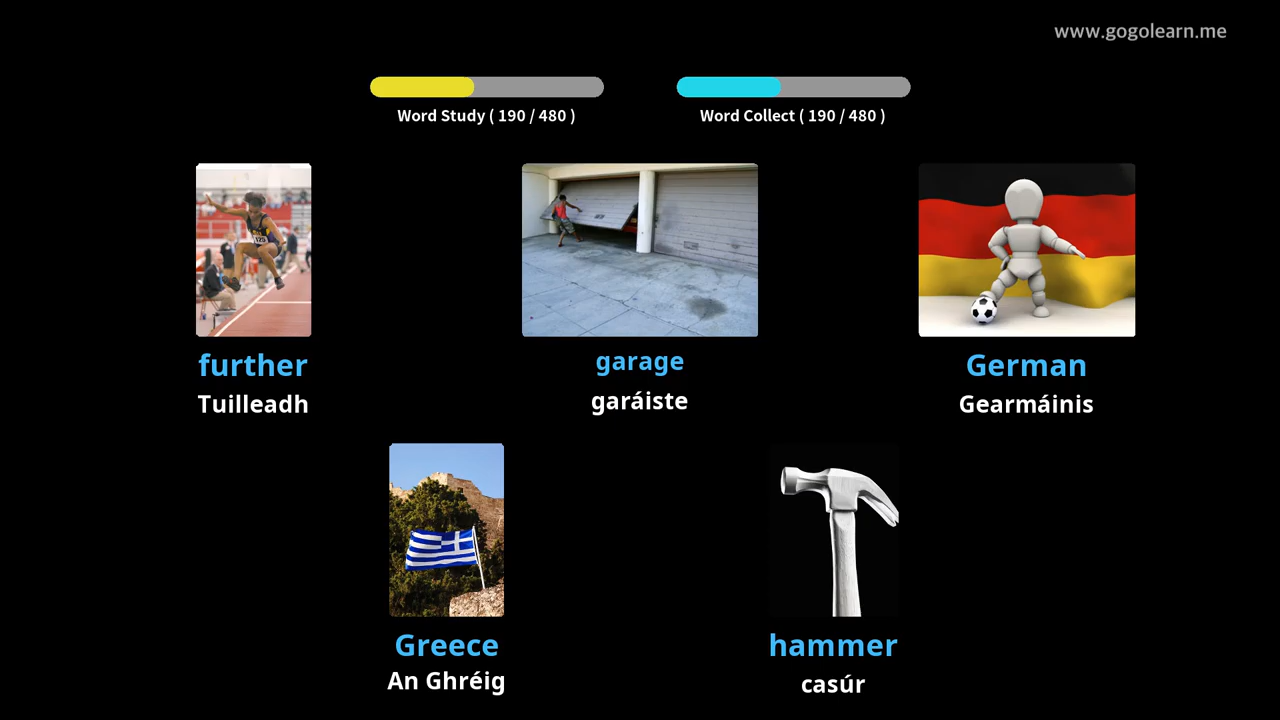 www.gogolearn.me
Word Study ( 190 / 480 )
Word Collect ( 190 / 480 )
further
Tuilleadh
garage
garáiste
German
Gearmáinis
Greece
An Ghréig
hammer
casúr